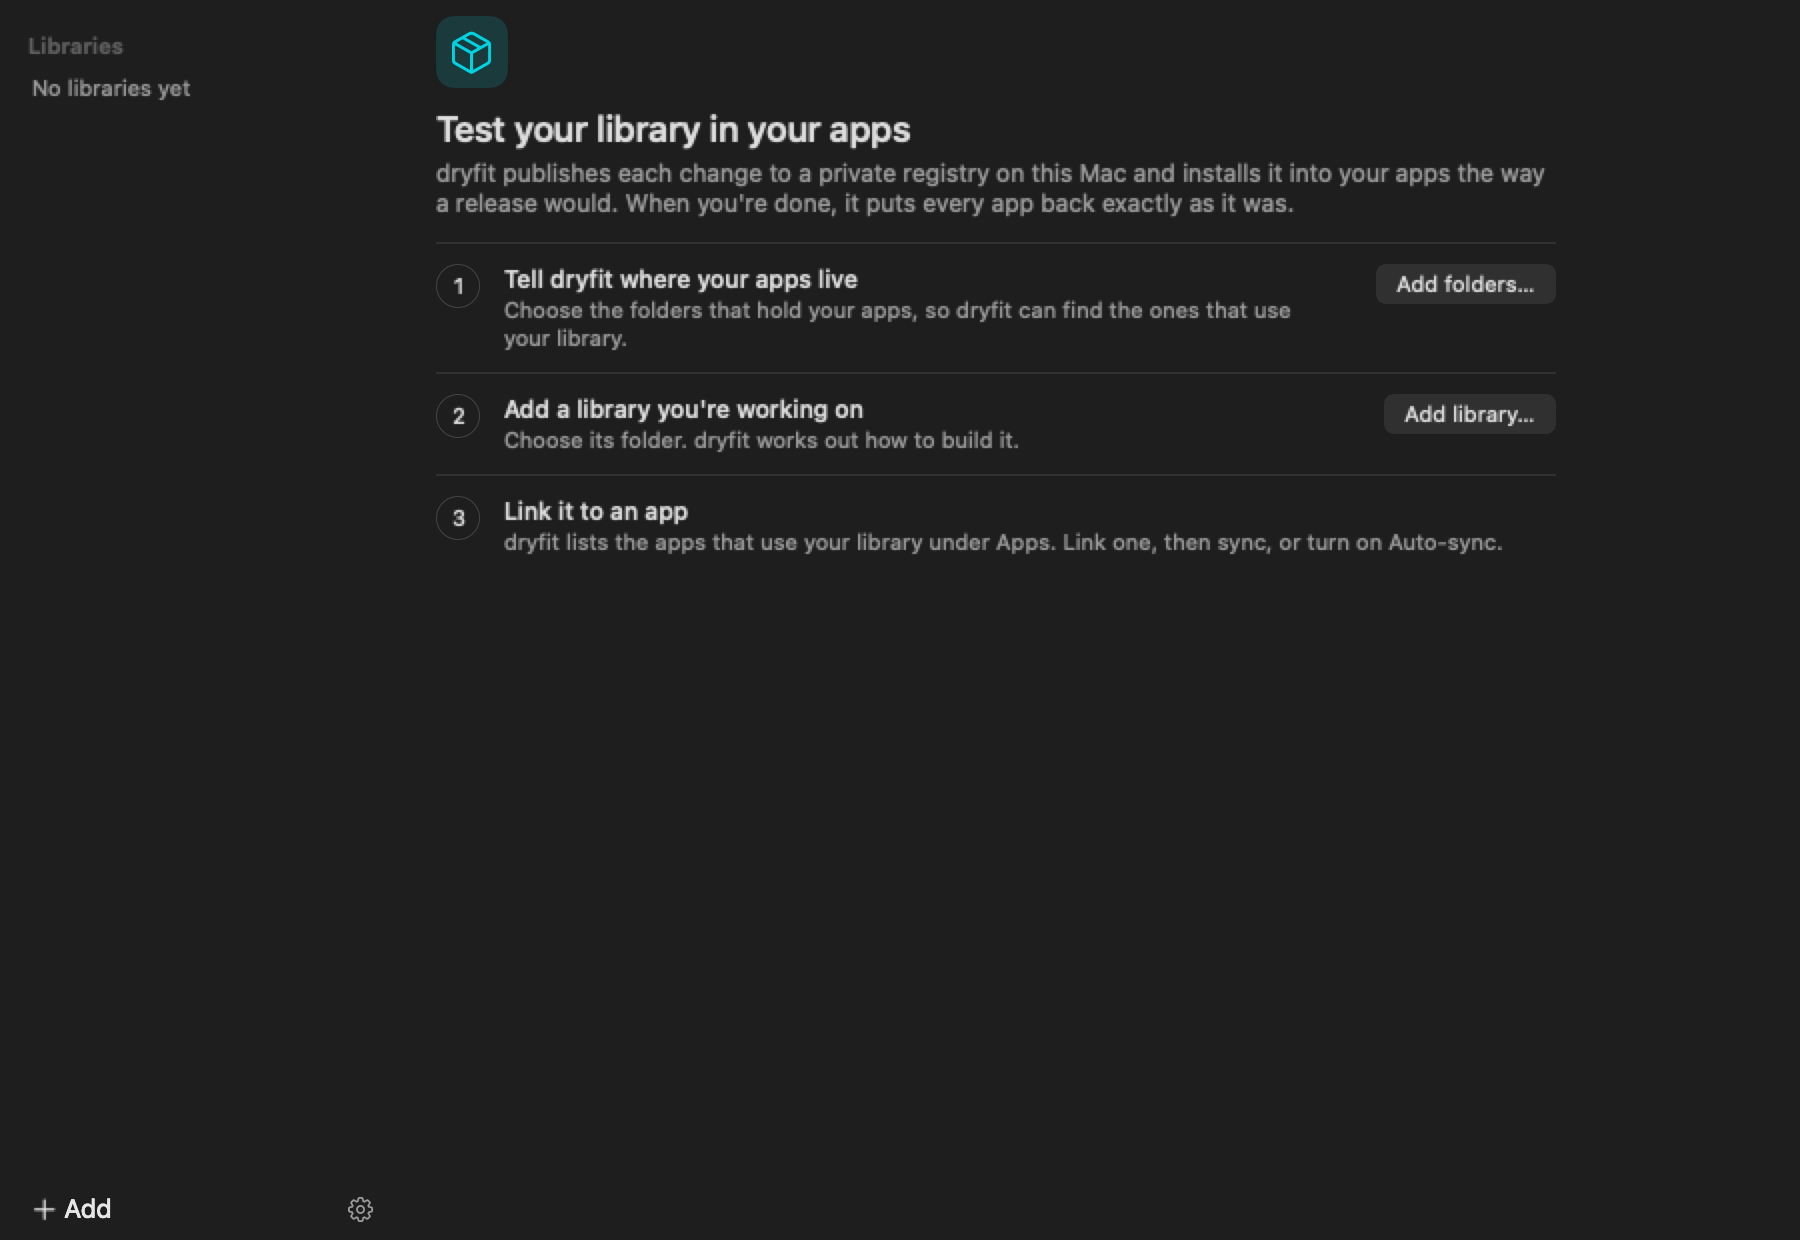 Libraries
No libraries yet
Test your library in your apps
dryfit publishes each change to a private registry on this Mac and installs it into your apps the way
a release would. When you're done, it puts every app back exactly as it was.
1
Tell dryfit where your apps live
Add folders...
Choose the folders that hold your apps, so dryfit can find the ones that use
your library.
2
Add a library you're working on
Add library...
Choose its folder. dryfit works out how to build it.
3
Link it to an app
dryfit lists the apps that use your library under Apps. Link one, then sync, or turn on Auto-sync.
+ Add